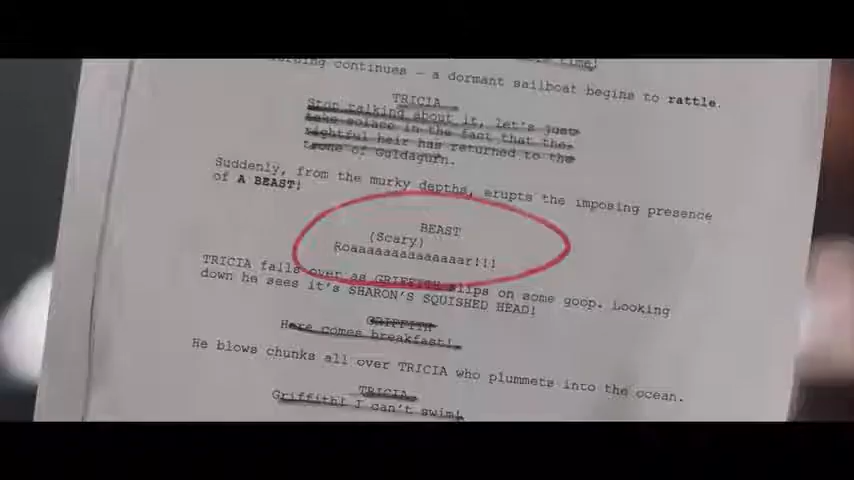 time!
continues — a dormant sailboat begins to rattle.
TRICIA
Stop talking about it, let's just
take solace in the fact that the
rightful heir has returned to the
trone of Guldagurn.
Suddenly, from the murky depths, erupts the imposing presence
of A BEAST!
BEAST
(Scary)
Roaaaaaaaaaaaaaaar!!!
TRICIA falls over as GRIFFITH slips on some goop. Looking
down he sees it's SHARON'S SQUISHED HEAD!
GRIFFITH
Here comes breakfast!
He blows chunks all over TRICIA who plummets into the ocean.
TRICIA
Griffith! I can't swim!